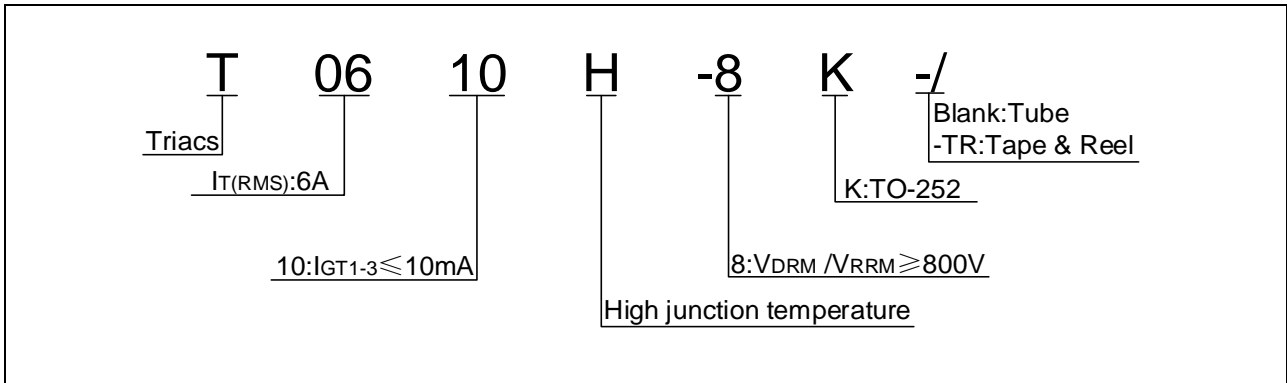 T 06 10 H -8 K -/
Blank:Tube
Triacs
-TR:Tape & Reel
IT(RMS):6A
K:TO-252
10:IGT1-3≤10mA
8:VDRM /VRRM≥800V
High junction temperature